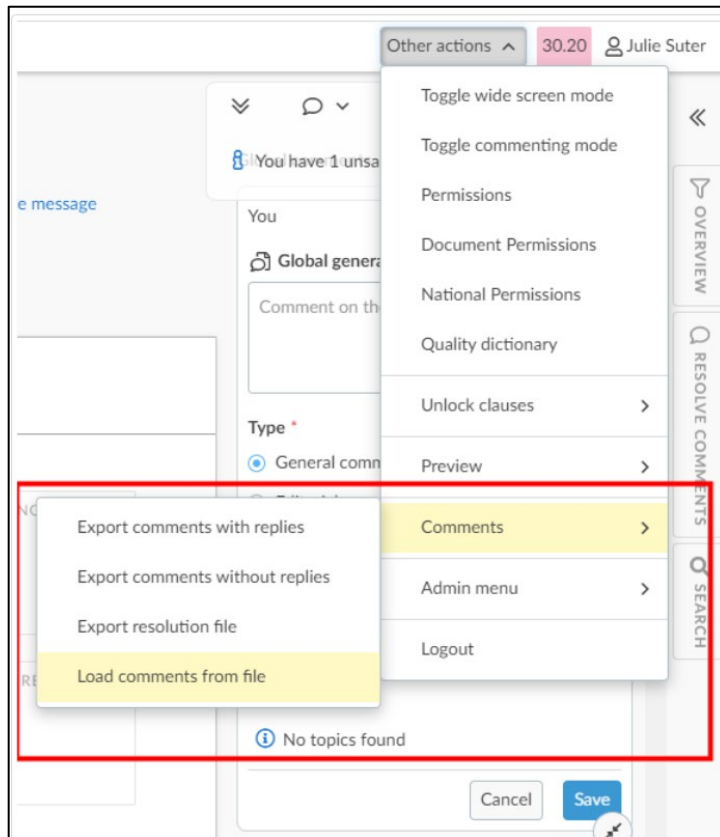 Other actions
30.20
Julie Suter
Toggle wide screen mode
Toggle commenting mode
Permissions
Document Permissions
National Permissions
Quality dictionary
Unlock clauses
Preview
Comments
Admin menu
Logout
You have 1 unsa
e message
You
Global genera
Comment on th
Type *
General comm
Export comments with replies
Export comments without replies
Export resolution file
Load comments from file
No topics found
Cancel
Save
OVERVIEW
RESOLVE COMMENTS
SEARCH